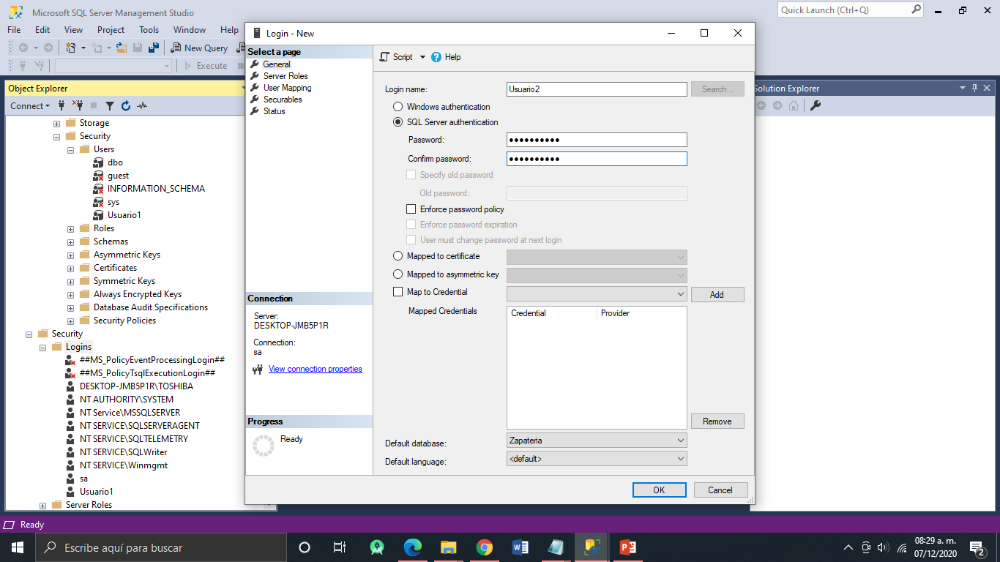 Microsoft SQL Server Management Studio
Quick Launch (Ctrl+Q)
File Edit View Project Tools Window Help
New Query
Execute
Object Explorer
Connect
Storage
Security
Users
dbo
guest
INFORMATION_SCHEMA
sys
Usuario1
Roles
Schemas
Asymmetric Keys
Certificates
Symmetric Keys
Always Encrypted Keys
Database Audit Specifications
Security Policies
Security
Logins
##MS_PolicyEventProcessingLogin##
##MS_PolicyTsqlExecutionLogin##
DESKTOP-JMB5P1R\TOSHIBA
NT AUTHORITY\SYSTEM
NT Service\MSSQLSERVER
NT SERVICE\SQLSERVERAGENT
NT SERVICE\SQLTELEMETRY
NT SERVICE\SQLWriter
NT SERVICE\Winmgmt
sa
Usuario1
Server Roles
Login - New
Select a page
General
Server Roles
User Mapping
Securables
Status
Connection
Server:
DESKTOP-JMB5P1R
Connection:
sa
View connection properties
Progress
Ready
Script Help
Login name: Usuario2 Search...
Windows authentication
SQL Server authentication
Password: ●●●●●●●●●●
Confirm password: ●●●●●●●●●●
Specify old password
Old password:
Enforce password policy
Enforce password expiration
User must change password at next login
Mapped to certificate
Mapped to asymmetric key
Map to Credential Add
Mapped Credentials Credential Provider
Remove
Default database: Zapateria
Default language: <default>
OK Cancel
Solution Explorer
Ready
Escribe aquí para buscar
08:29 a. m.
07/12/2020
2